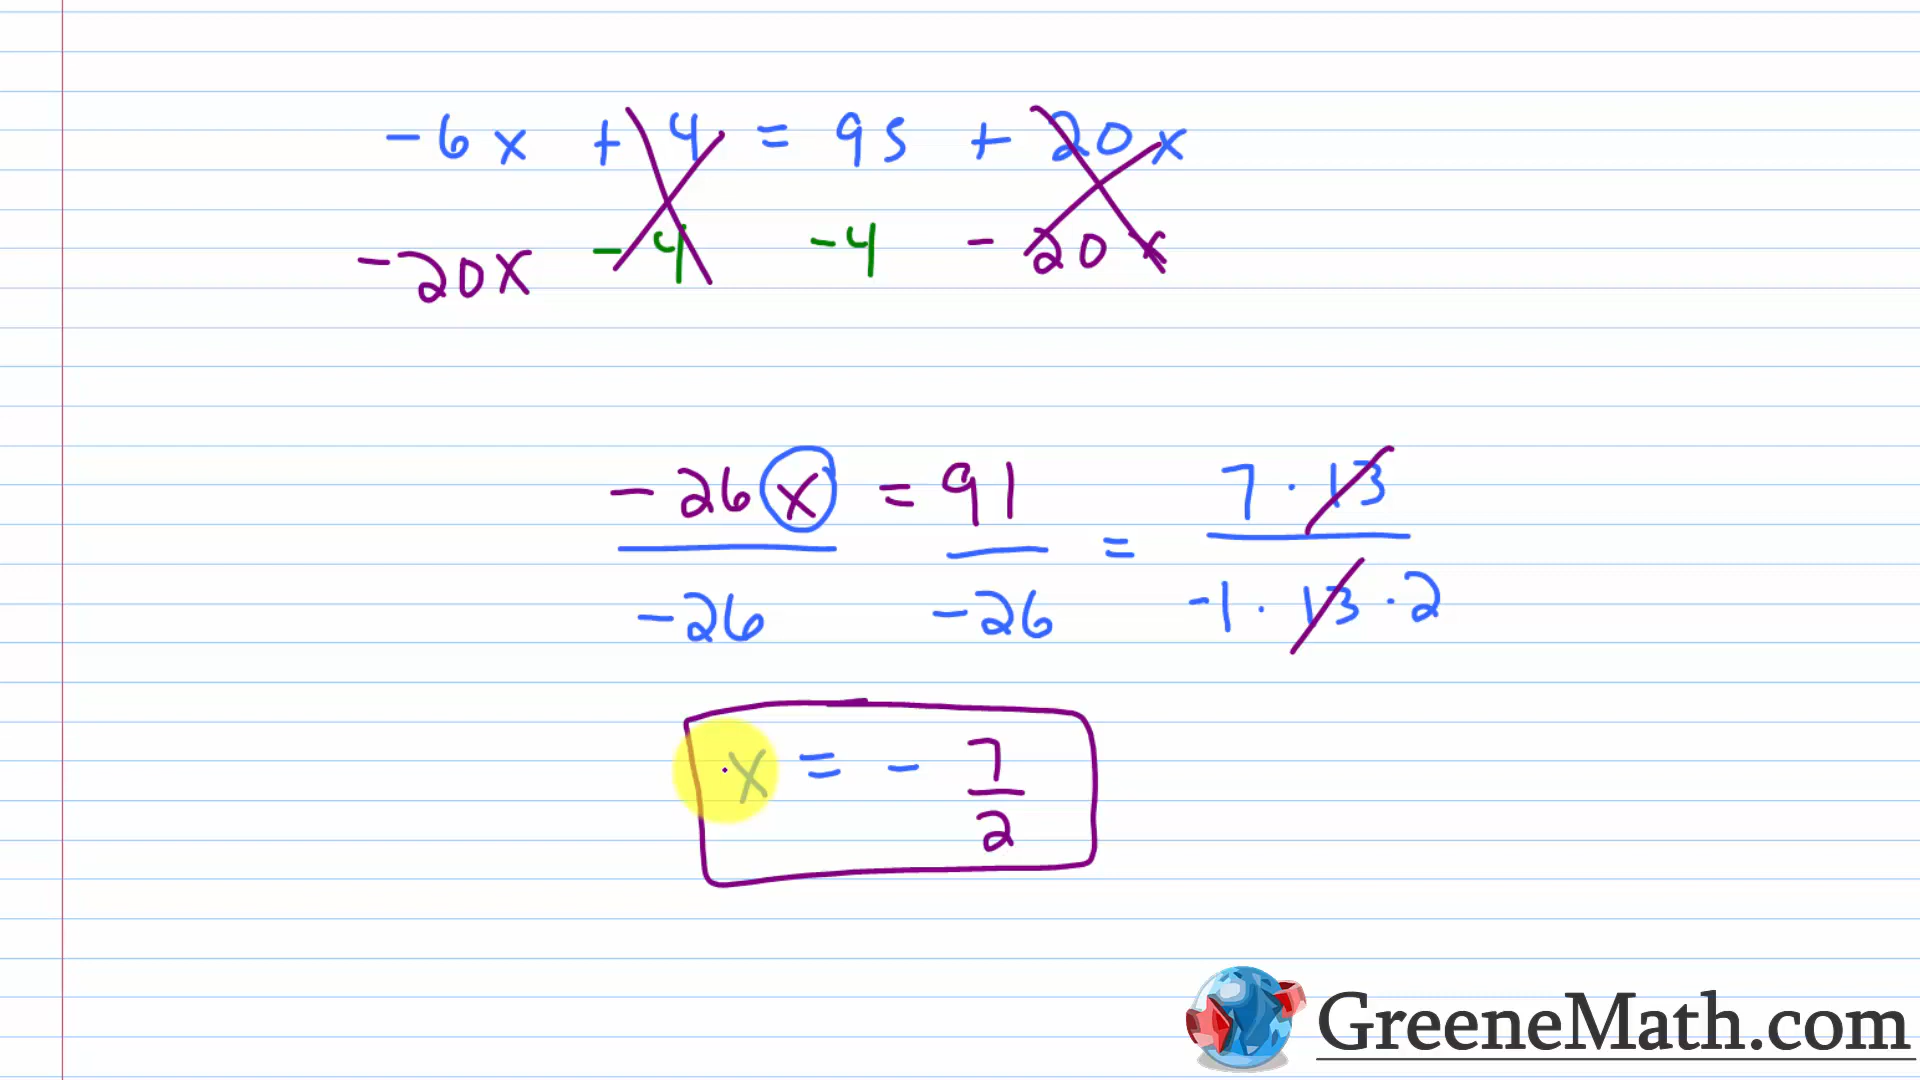 -6x + 4 = 95 + 20x
-20x - 4 -4 - 20x
-26x = 91 = 7 · 13
-26 -26 -1 · 13 · 2
x = - 7/2
GreeneMath.com